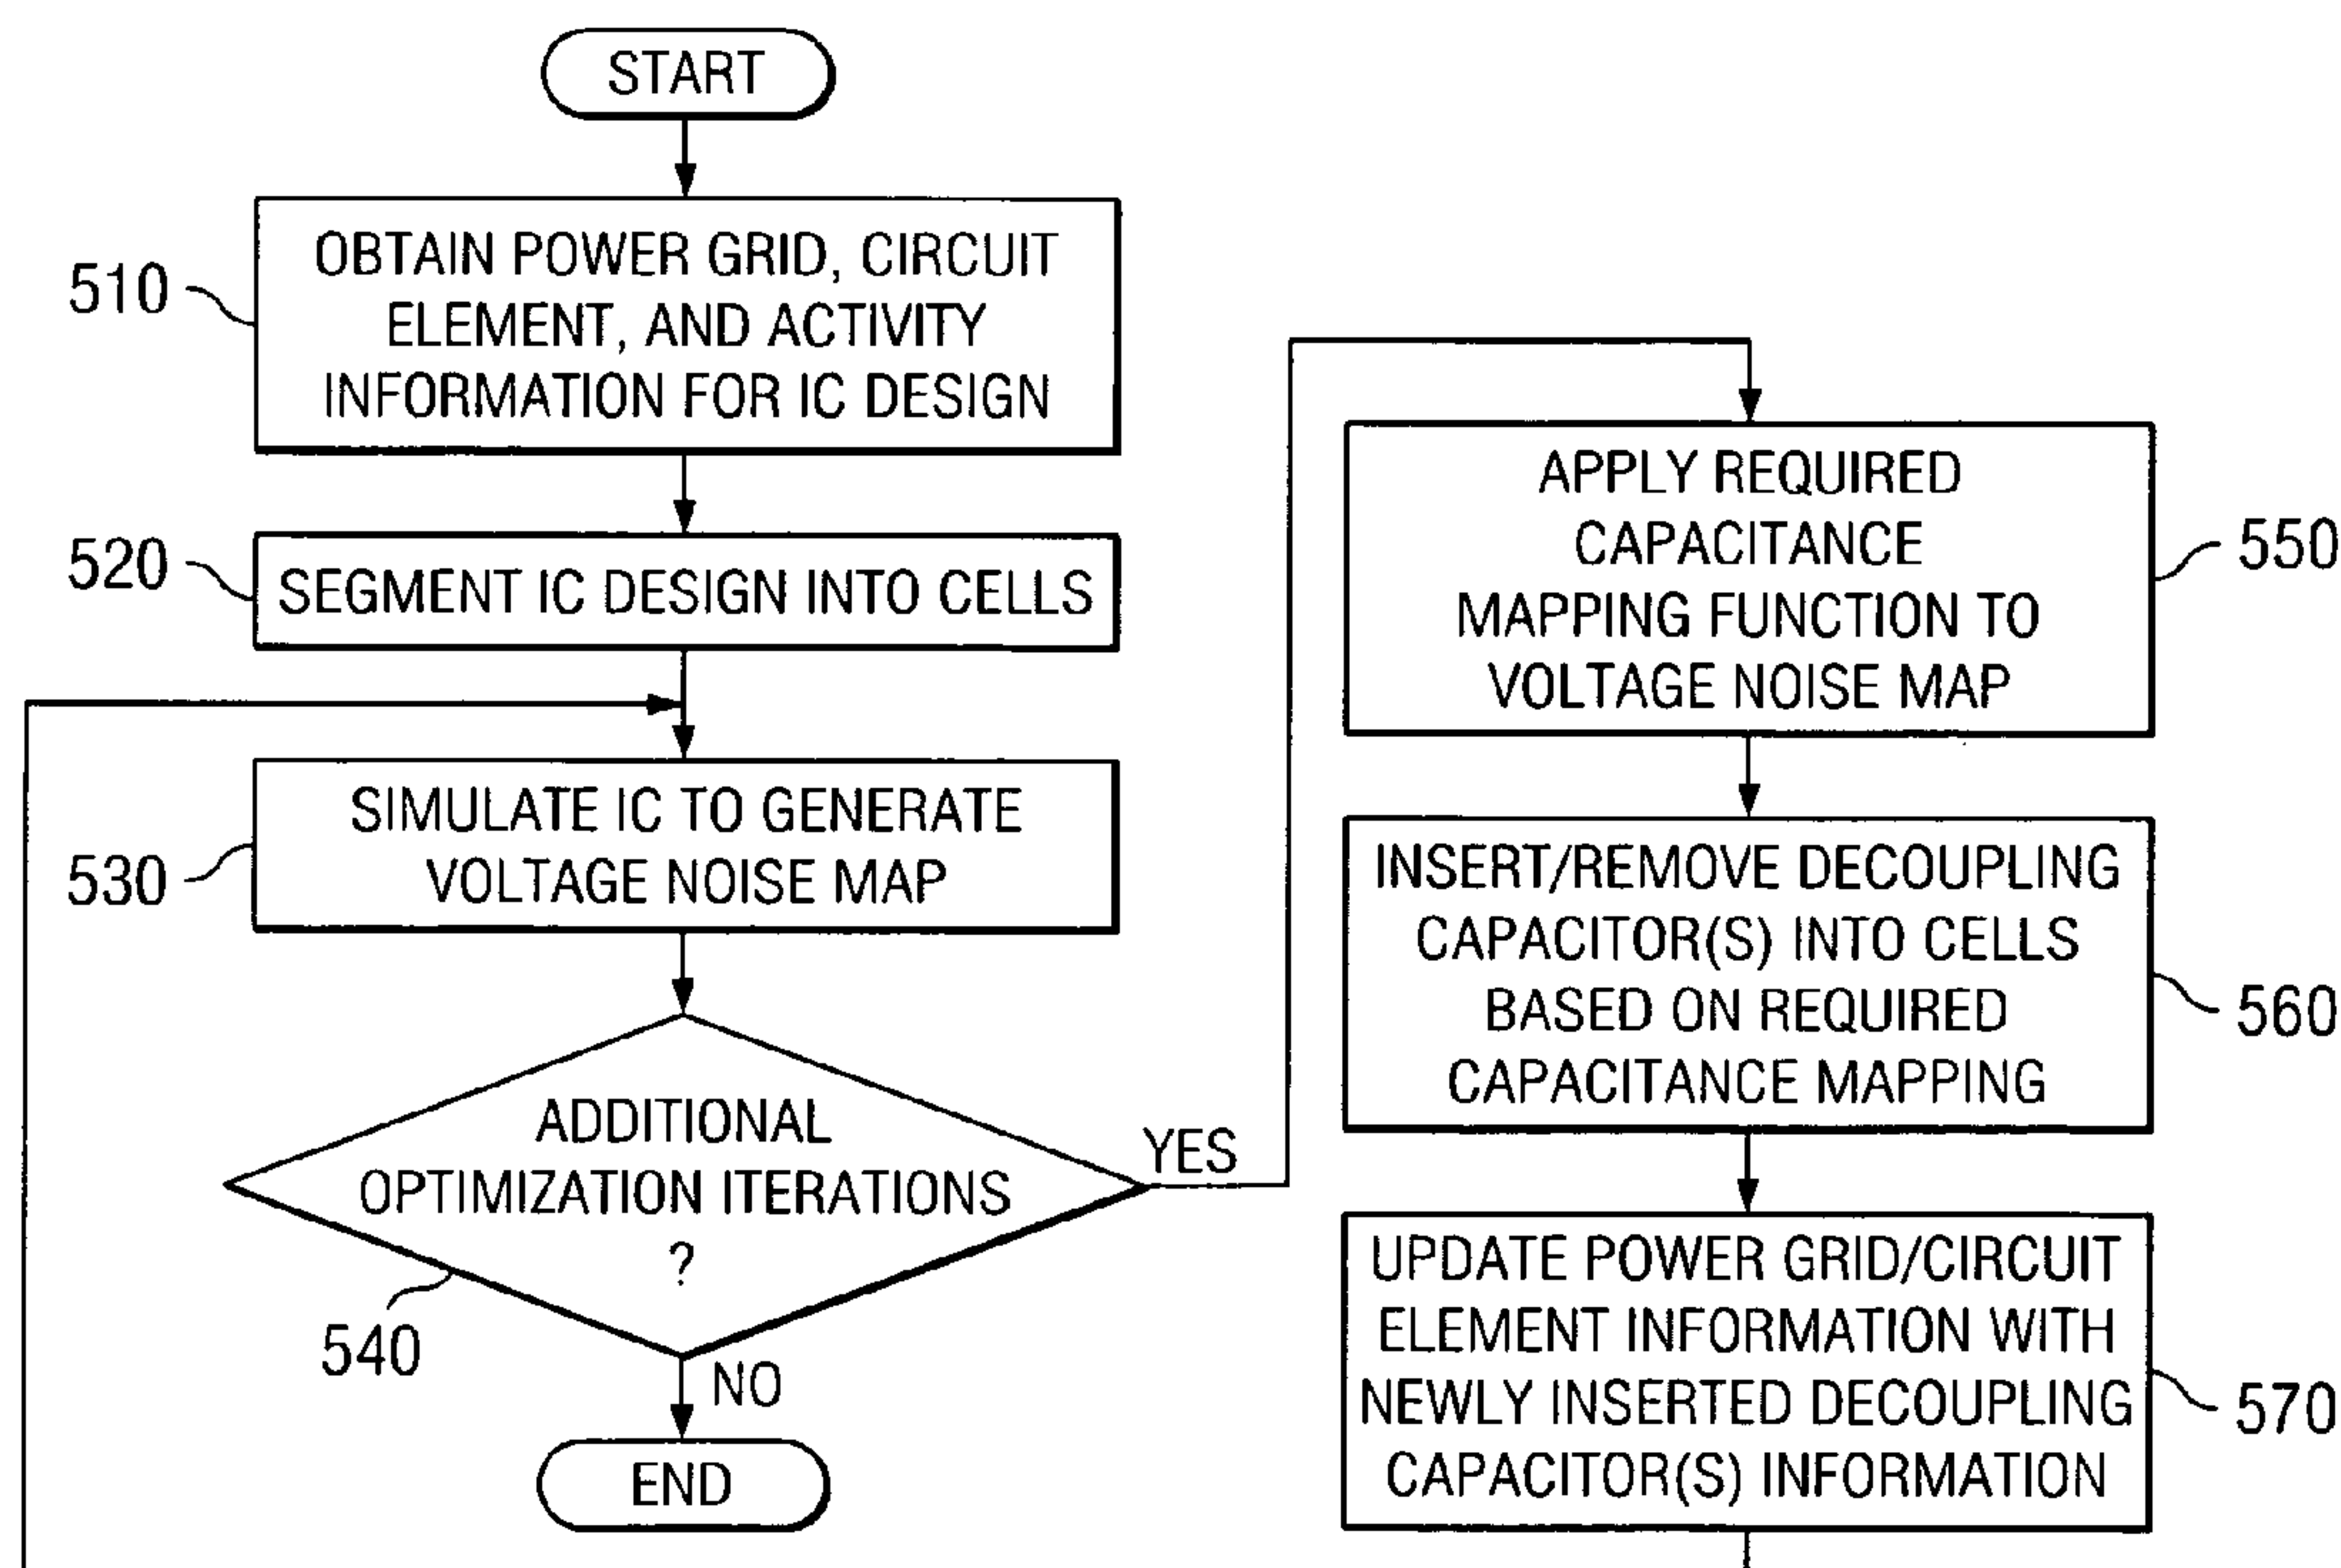 START
510
OBTAIN POWER GRID, CIRCUIT
ELEMENT, AND ACTIVITY
INFORMATION FOR IC DESIGN
520
SEGMENT IC DESIGN INTO CELLS
530
SIMULATE IC TO GENERATE
VOLTAGE NOISE MAP
ADDITIONAL
OPTIMIZATION ITERATIONS
?
540
YES
NO
END
APPLY REQUIRED
CAPACITANCE
MAPPING FUNCTION TO
VOLTAGE NOISE MAP
550
INSERT/REMOVE DECOUPLING
CAPACITOR(S) INTO CELLS
BASED ON REQUIRED
CAPACITANCE MAPPING
560
UPDATE POWER GRID/CIRCUIT
ELEMENT INFORMATION WITH
NEWLY INSERTED DECOUPLING
CAPACITOR(S) INFORMATION
570